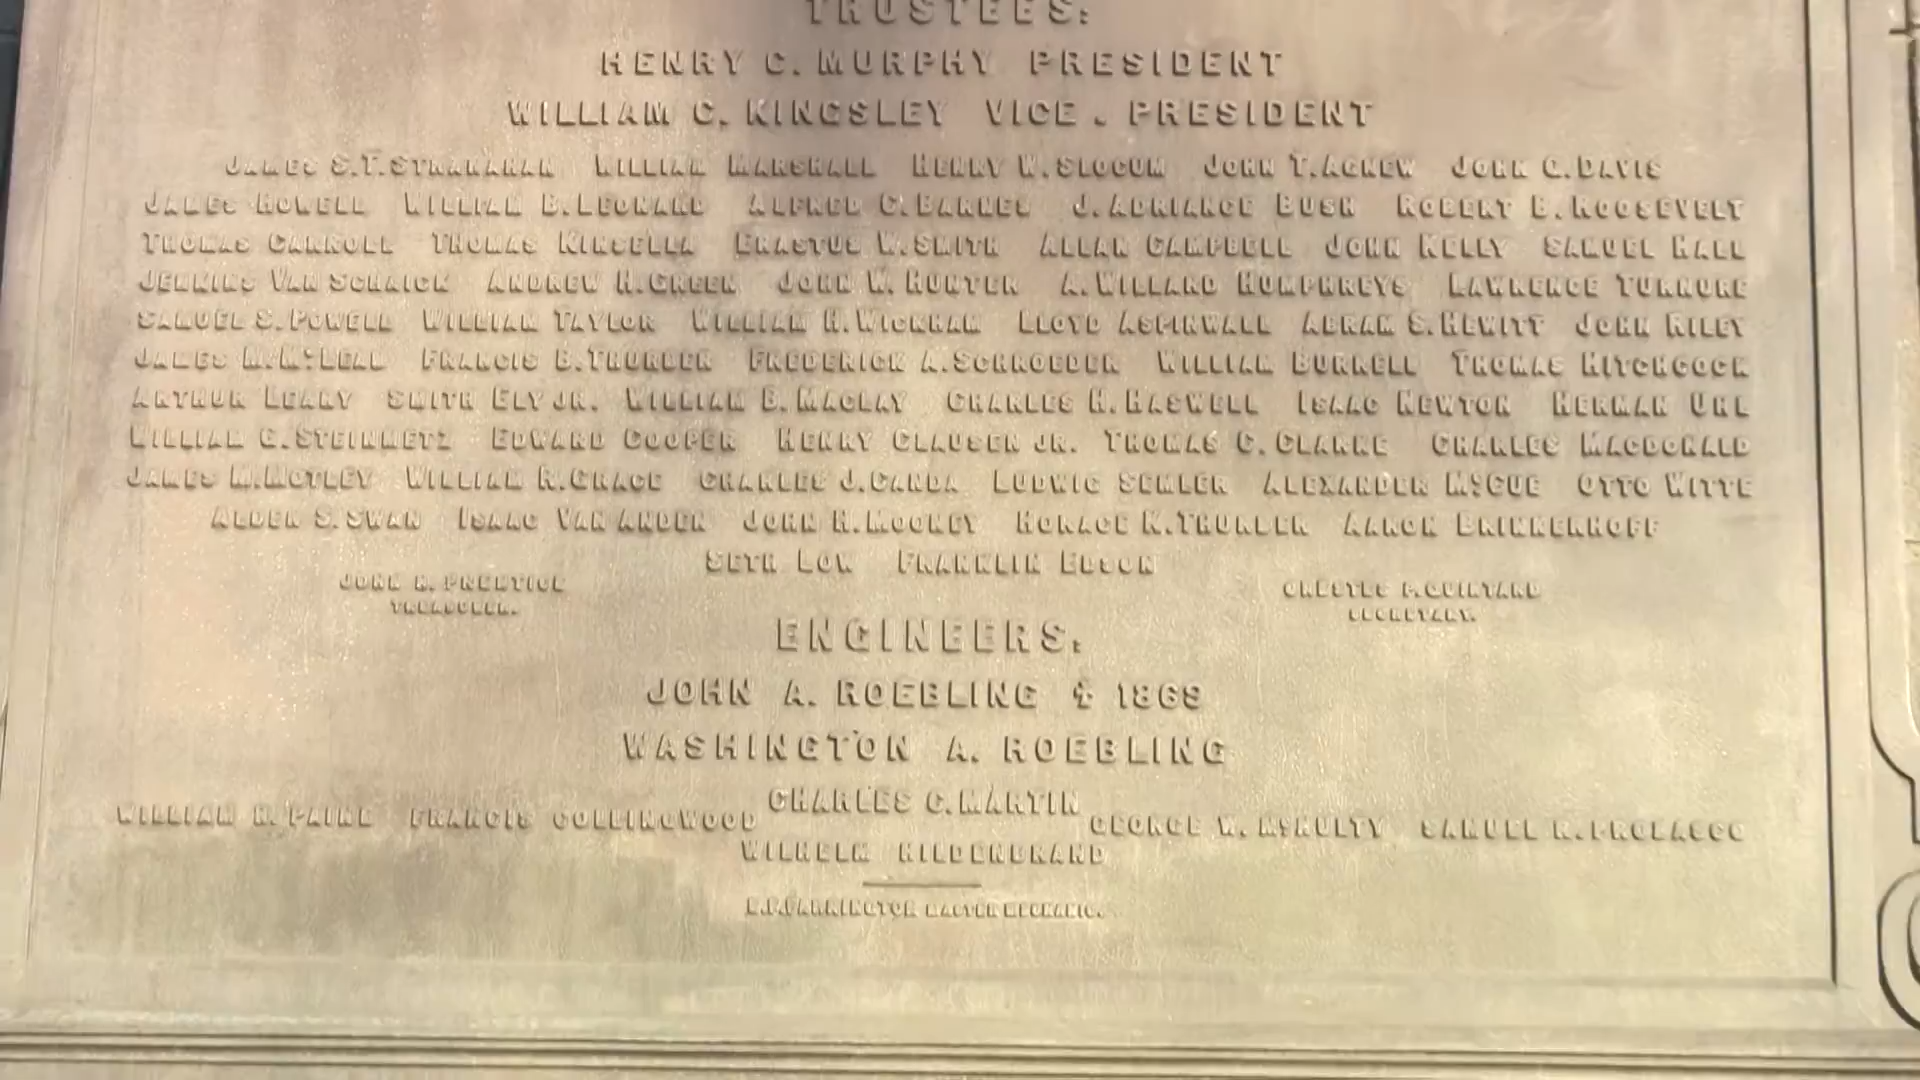 TRUSTEES:
HENRY C. MURPHY PRESIDENT
WILLIAM C. KINGSLEY VICE. PRESIDENT
JAMES S.T. STRANAHAN WILLIAM MARSHALL HENRY W. SLOCUM JOHN T. AGNEW JOHN Q. DAVIS
JAMES HOWELL WILLIAM B. LEONARD ALFRED C. BARNES J. ADRIANCE BUSH ROBERT B. ROOSEVELT
THOMAS CARROLL THOMAS KINSELLA ERASTUS W. SMITH ALLAN CAMPBELL JOHN KELLY SAMUEL HALL
JENKINS VAN SCHAICK ANDREW H. GREEN JOHN W. HUNTER A. WILLARD HUMPHREYS LAWRENCE TURNURE
SAMUEL S. POWELL WILLIAM TAYLOR WILLIAM H. WICKHAM LLOYD ASPINWALL ABRAM S. HEWITT JOHN RILEY
JAMES M. McLEAN FRANCIS B. THURBER FREDERICK A. SCHROEDER WILLIAM BURRELL THOMAS HITCHCOCK
ARTHUR LEARY SMITH ELY JR. WILLIAM B. MACLAY CHARLES H. HASWELL ISAAC NEWTON HERMAN UHL
WILLIAM G. STEINMETZ EDWARD COOPER HENRY CLAUSEN JR. THOMAS C. CLARKE CHARLES MACDONALD
JAMES M. MOTLEY WILLIAM R. GRACE CHARLES J. CANDA LUDWIG SEMLER ALEXANDER McCUE OTTO WITTE
ALDEN S. SWAN ISAAC VAN ANDEN JOHN H. MOONEY HORACE K. THURBER AARON BRINKERHOFF
SETH LOW FRANKLIN EDSON
JOHN H. PRENTICE
TREASURER.
ORESTES P. QUINTARD
SECRETARY.
ENGINEERS.
JOHN A. ROEBLING ✝ 1869
WASHINGTON A. ROEBLING
CHARLES C. MARTIN
WILLIAM H. PAINE FRANCIS COLLINGWOOD GEORGE W. McNULTY SAMUEL R. PROBASCO
WILHELM HILDENBRAND
E.F. FARRINGTON MASTER MECHANIC.